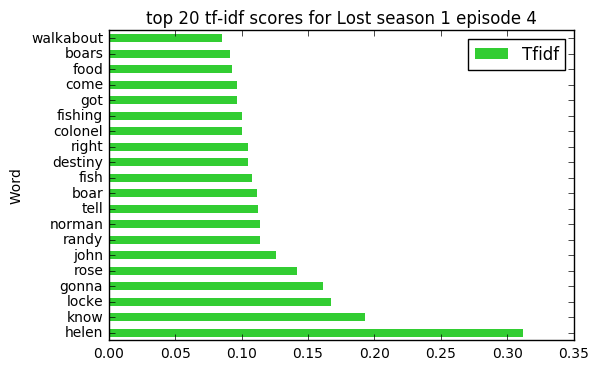 top 20 tf-idf scores for Lost season 1 episode 4
Tfidf
Word
walkabout
boars
food
come
got
fishing
colonel
right
destiny
fish
boar
tell
norman
randy
john
rose
gonna
locke
know
helen
0.00 0.05 0.10 0.15 0.20 0.25 0.30 0.35